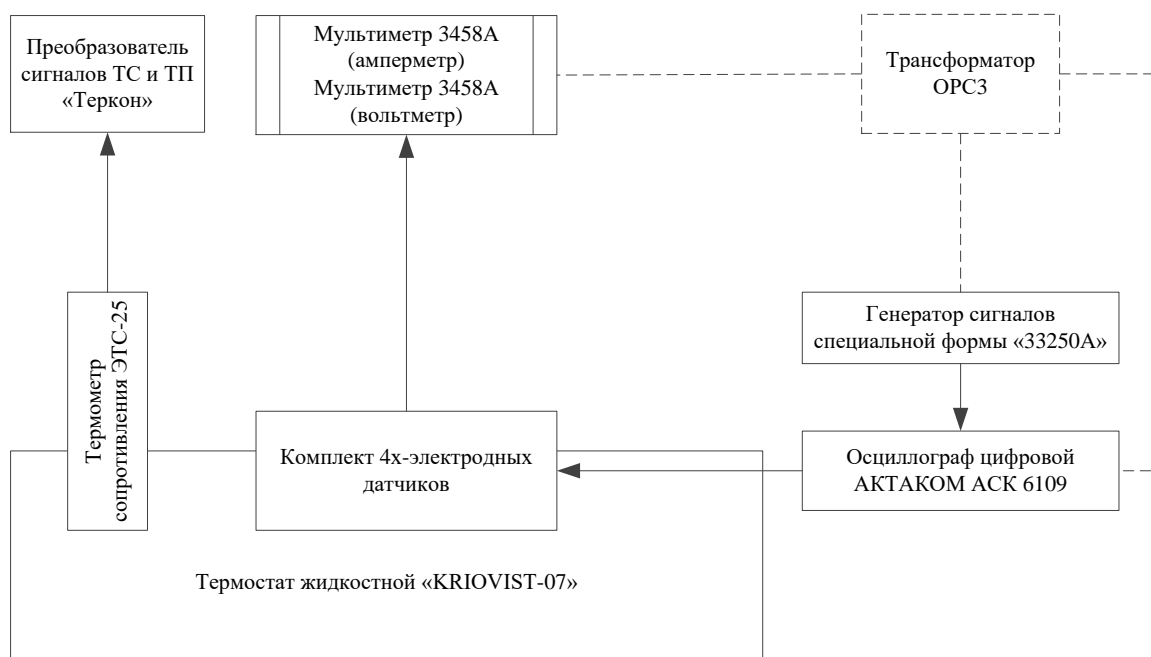 Преобразователь
сигналов ТС и ТП
«Теркон»
Мультиметр 3458А
(амперметр)
Мультиметр 3458А
(вольтметр)
Трансформатор
ОРС3
Термометр
сопротивления ЭТС-25
Генератор сигналов
специальной формы «33250А»
Комплект 4х-электродных
датчиков
Осциллограф цифровой
АКТАКОМ АСК 6109
Термостат жидкостной «KRIOVIST-07»